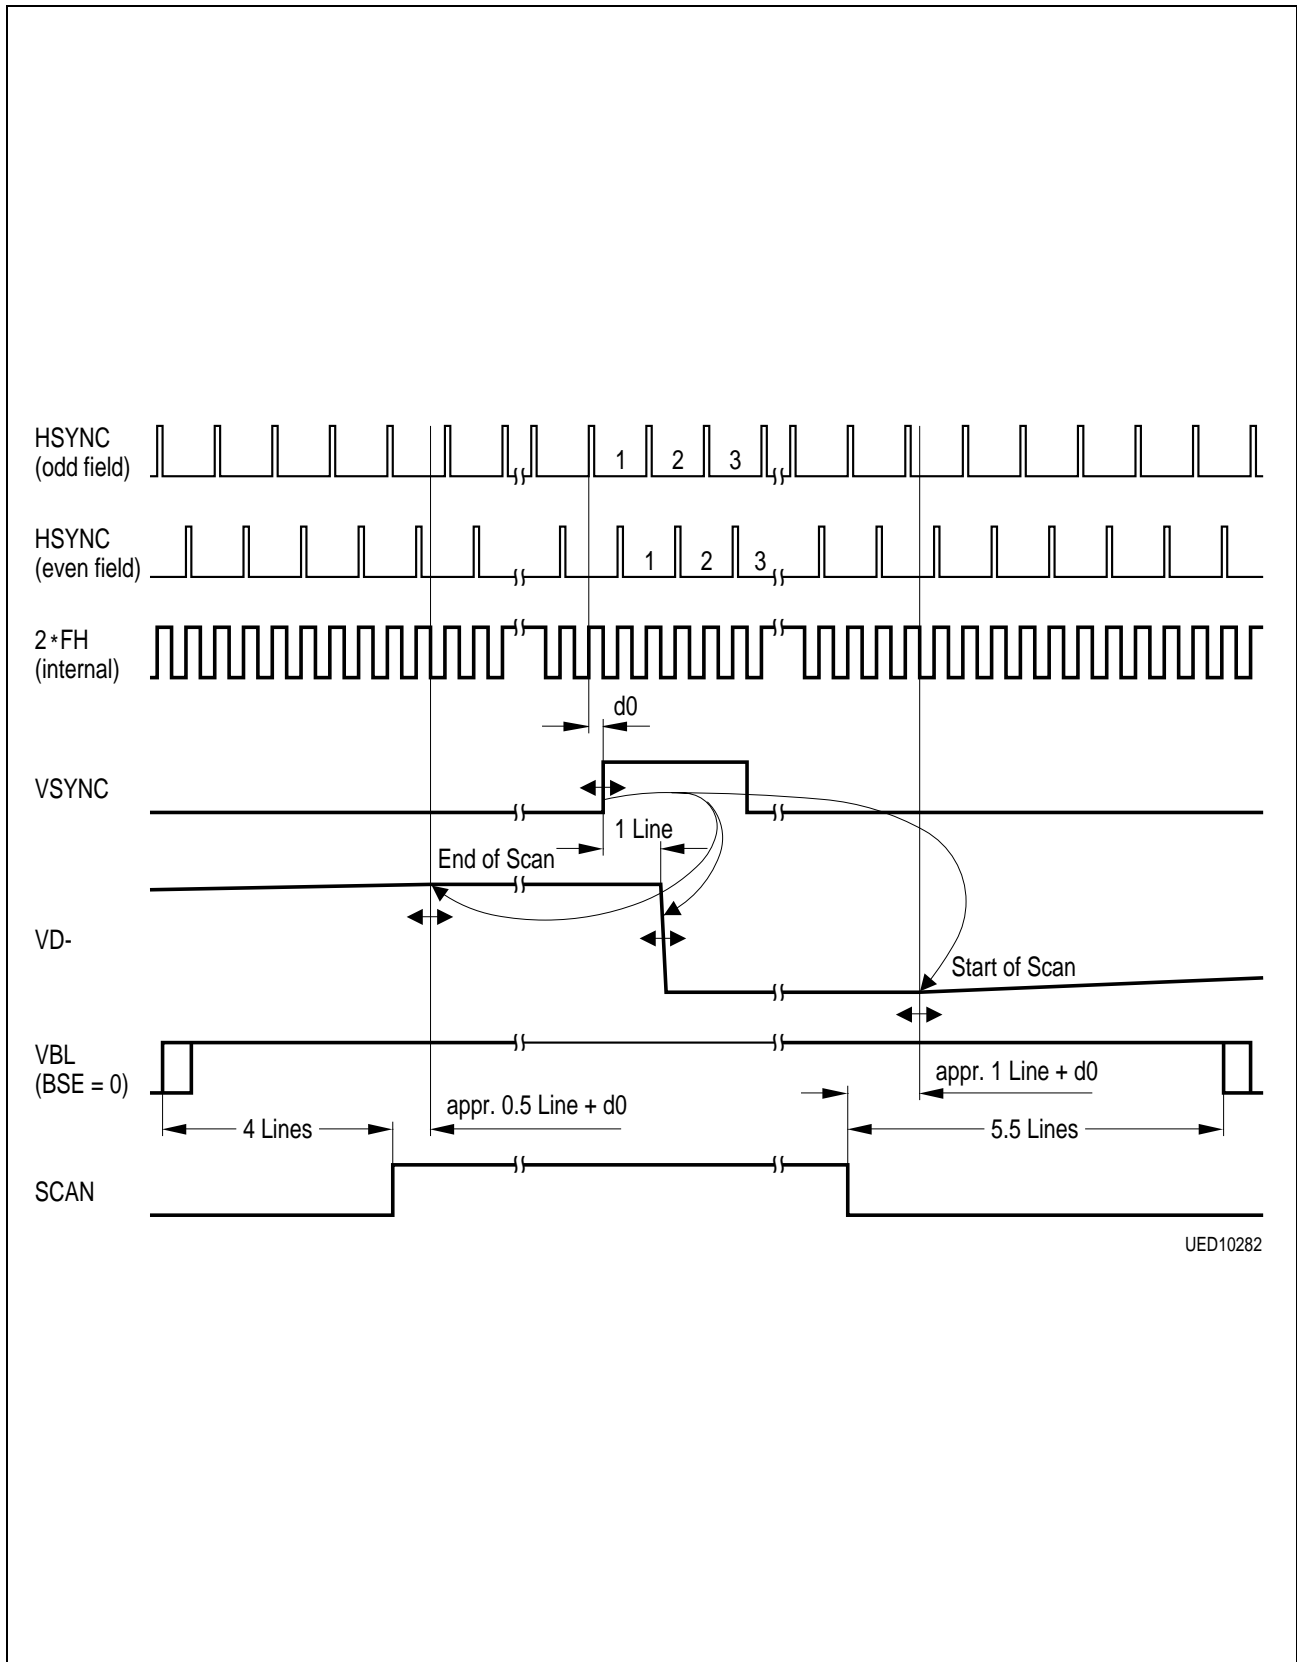 HSYNC
(odd field)
1 2 3
HSYNC
(even field)
1 2 3
2*FH
(internal)
d0
VSYNC
1 Line
End of Scan
VD-
Start of Scan
VBL
(BSE = 0)
appr. 1 Line + d0
appr. 0.5 Line + d0
4 Lines
5.5 Lines
SCAN
UED10282